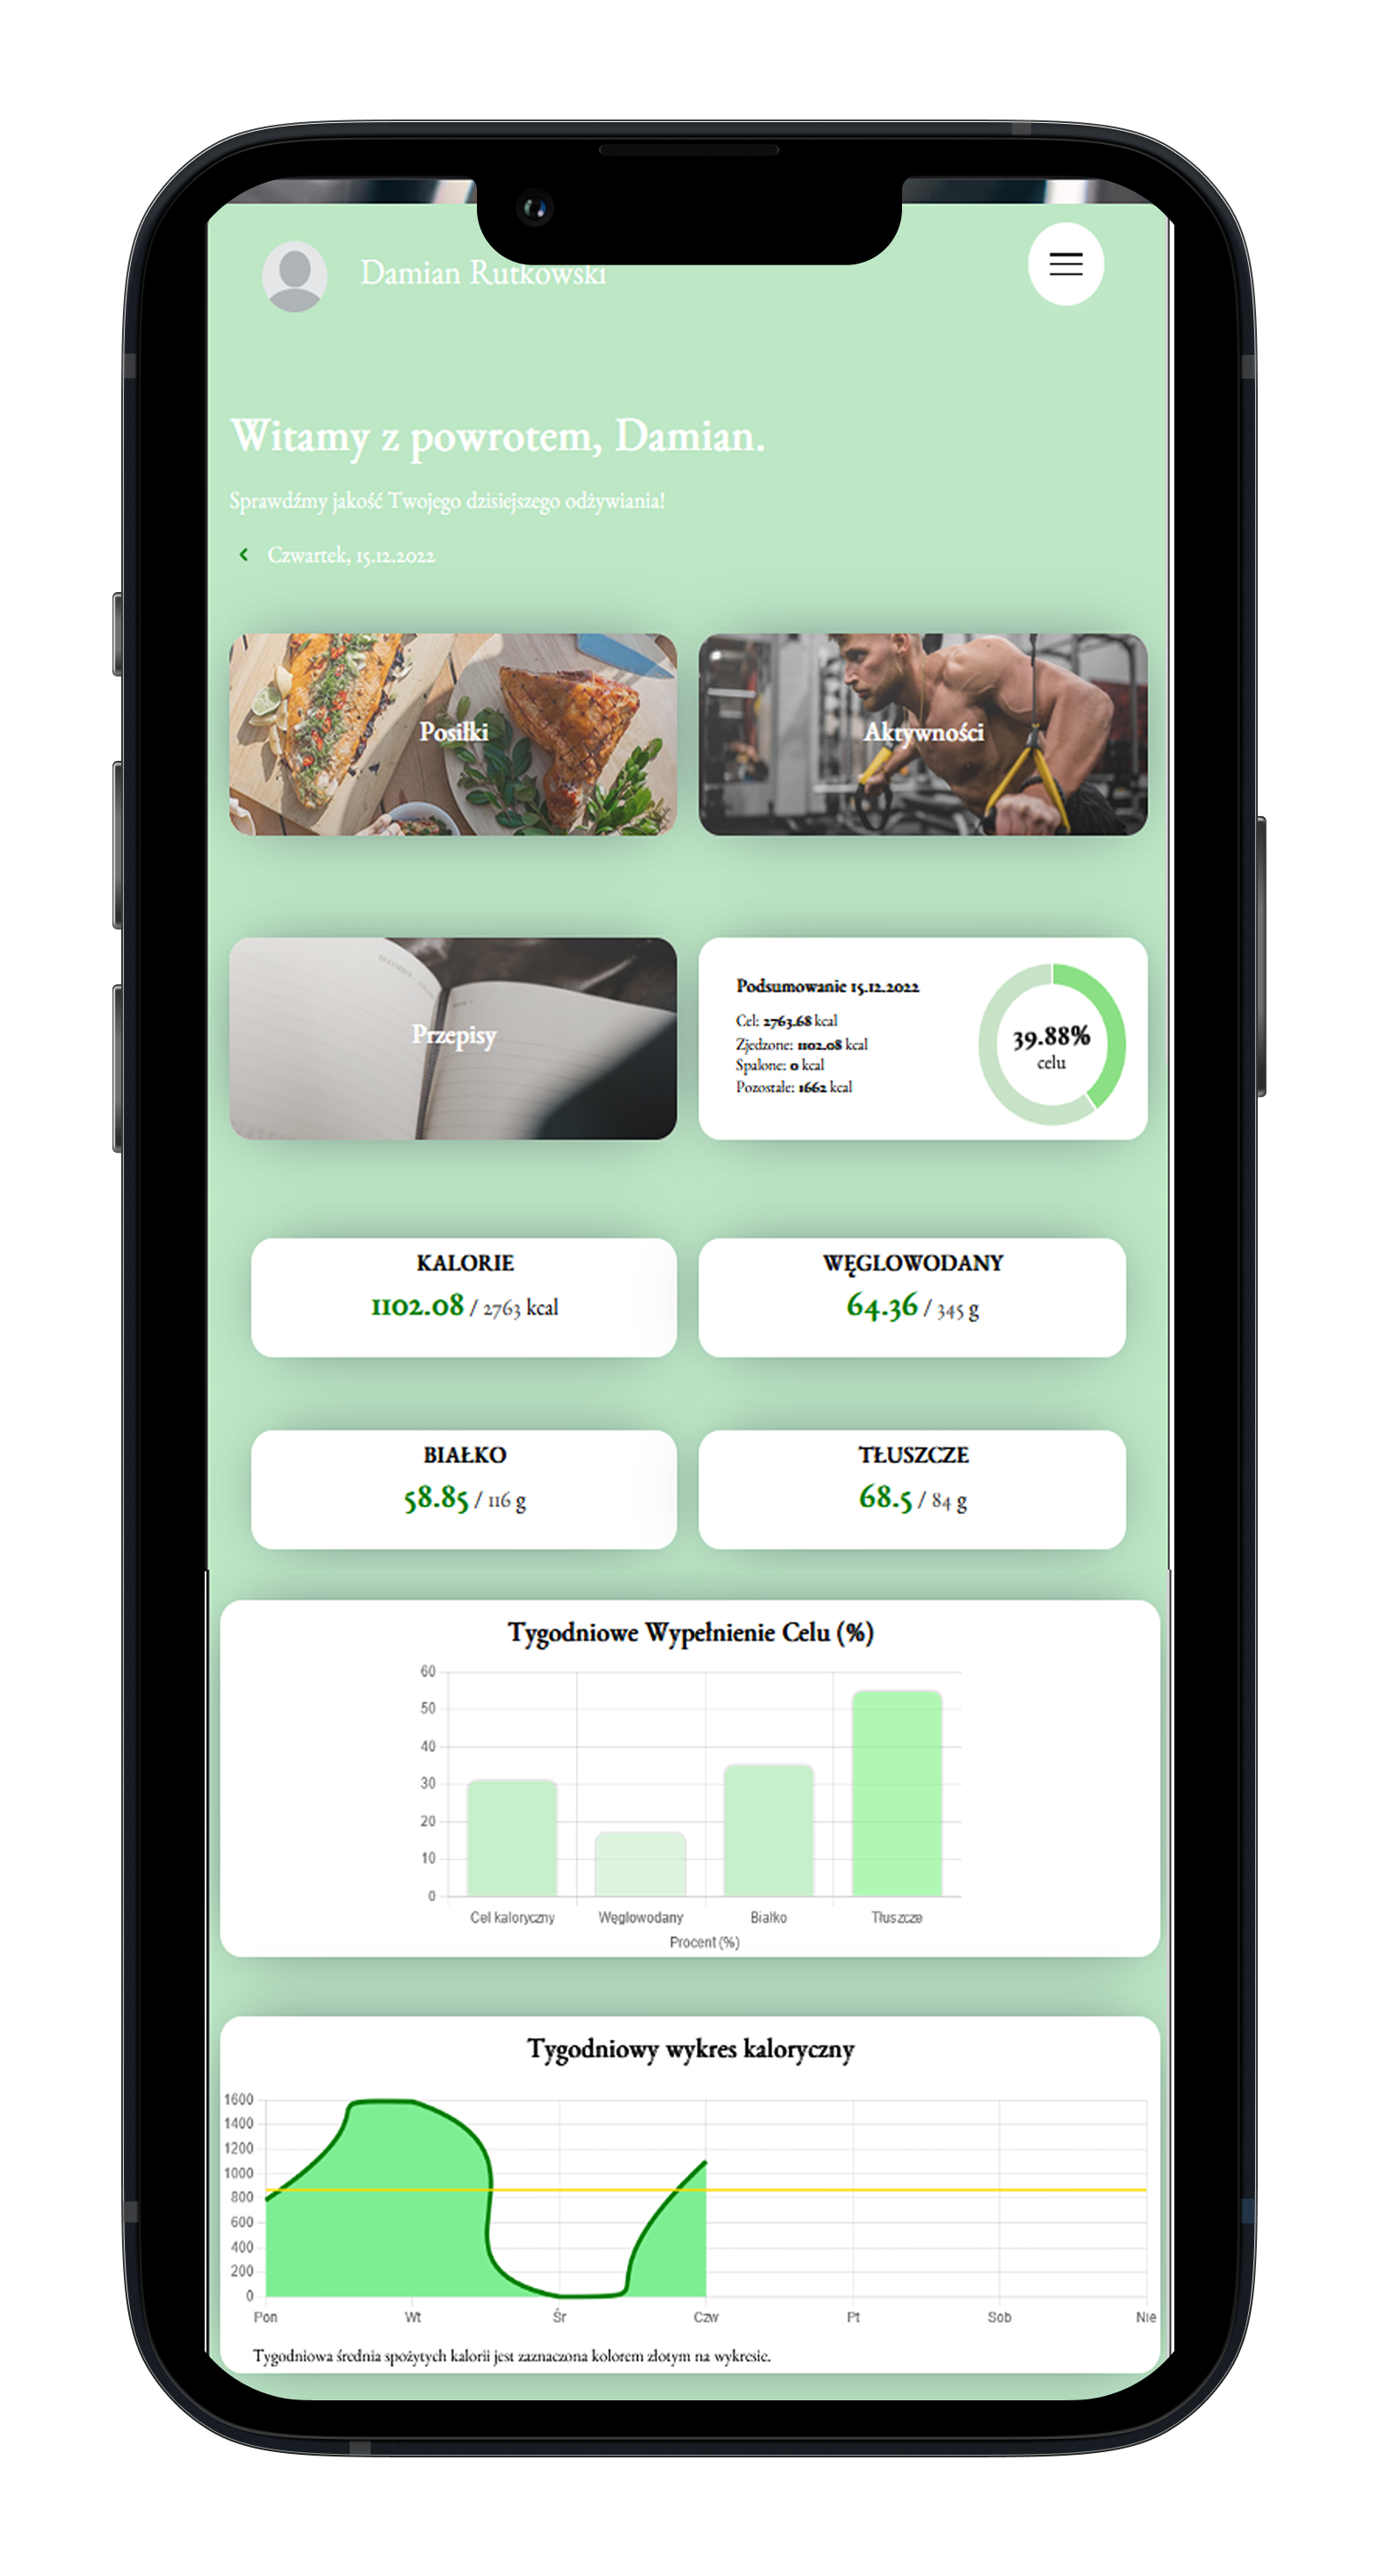 Damian Rutkowski
Witamy z powrotem, Damian.
Sprawdźmy jakość Twojego dzisiejszego odżywiania!
Czwartek, 15.12.2022
Posiłki
Aktywności
Przepisy
Podsumowanie 15.12.2022
Cel: 2763.68 kcal
Zjedzone: 1102.08 kcal
Spalone: 0 kcal
Pozostałe: 1662 kcal
39.88%
celu
KALORIE
1102.08 / 2763 kcal
WĘGLOWODANY
64.36 / 345 g
BIAŁKO
58.85 / 116 g
TŁUSZCZE
68.5 / 84 g
Tygodniowe Wypełnienie Celu (%)
60
50
40
30
20
10
0
Cel kaloryczny Węglowodany Białko Tłuszcze
Procent (%)
Tygodniowy wykres kaloryczny
1600
1400
1200
1000
800
600
400
200
0
Pon Wt Śr Czw Pt Sob Nie
Tygodniowa średnia spożytych kalorii jest zaznaczona kolorem złotym na wykresie.